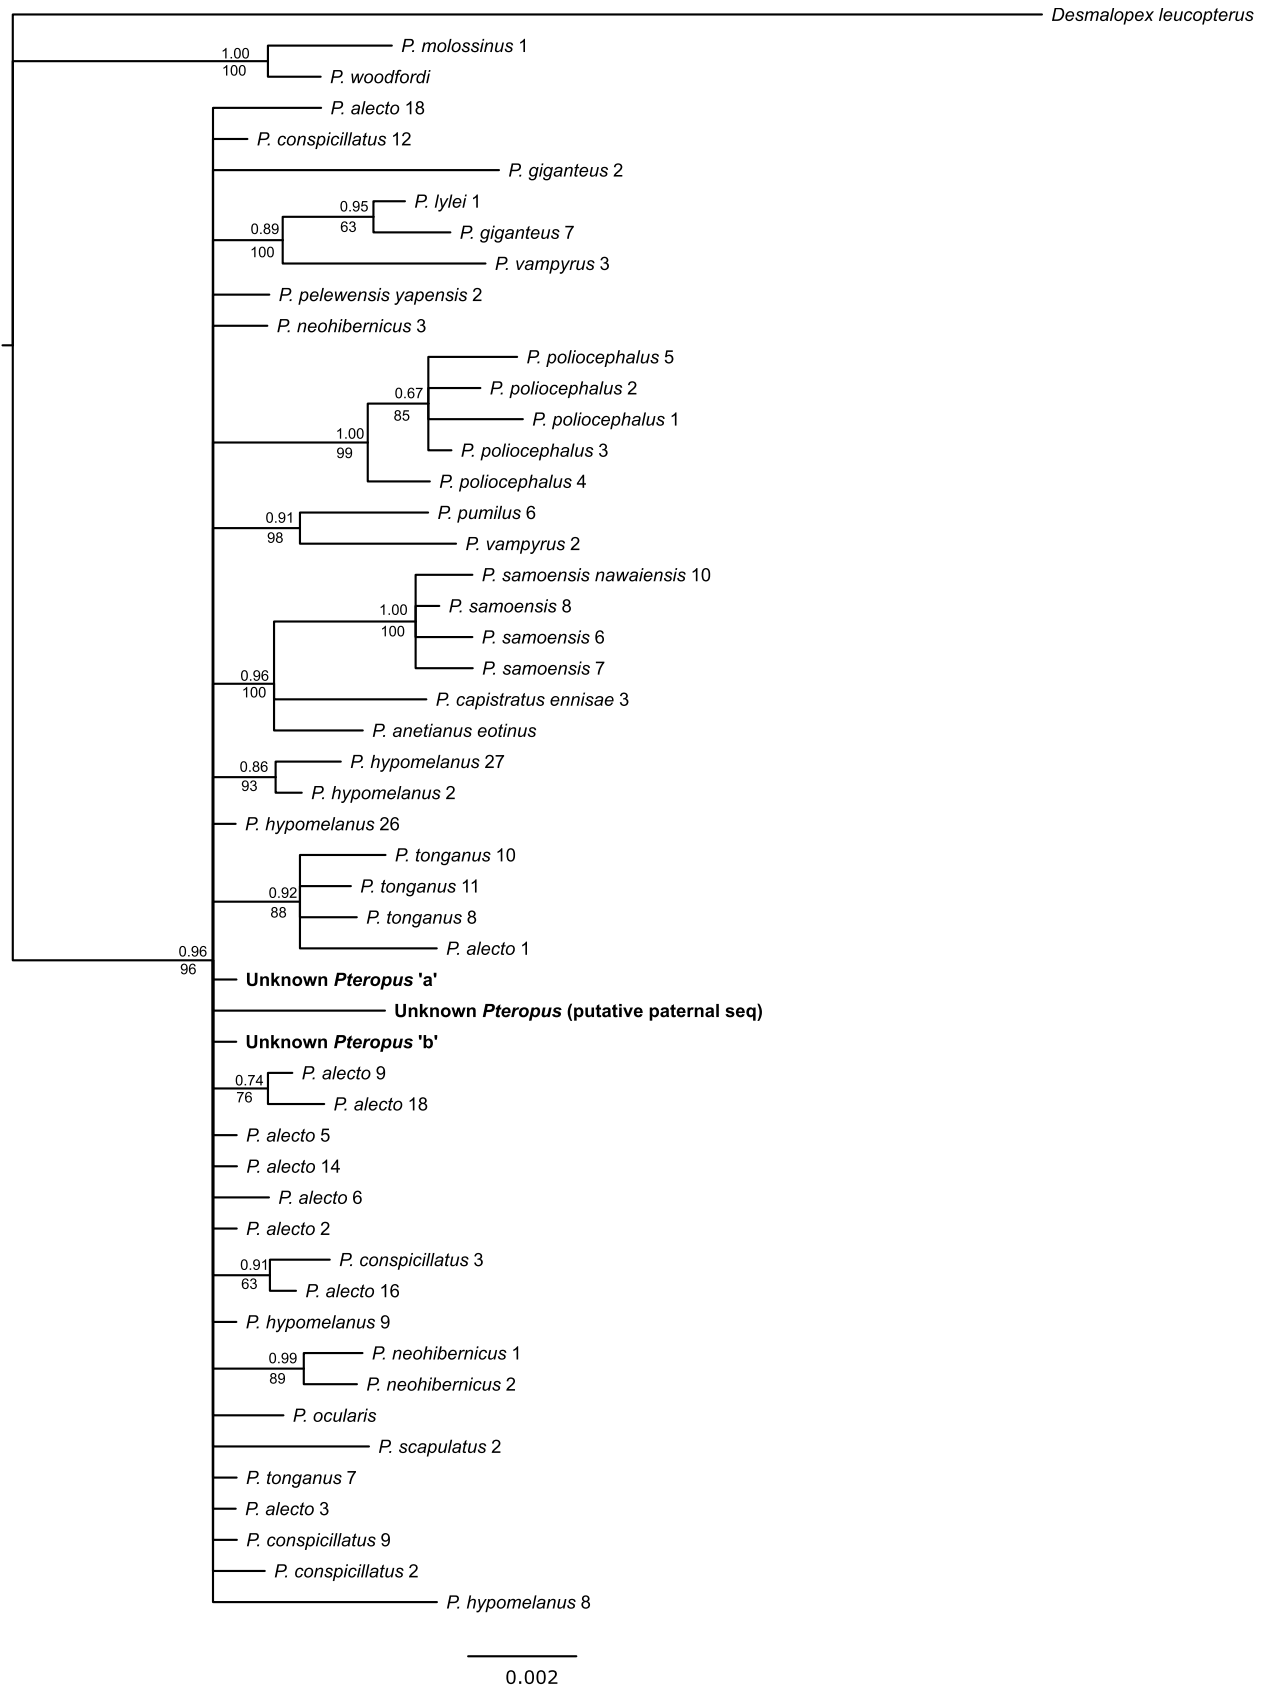 Desmalopex leucopterus
P. molossinus 1
1.00
100
P. woodfordi
P. alecto 18
P. conspicillatus 12
P. giganteus 2
P. lylei 1
0.95
63
P. giganteus 7
0.89
100
P. vampyrus 3
P. pelewensis yapensis 2
P. neohibernicus 3
P. poliocephalus 5
P. poliocephalus 2
0.67
85
P. poliocephalus 1
1.00
99
P. poliocephalus 3
P. poliocephalus 4
P. pumilus 6
0.91
98
P. vampyrus 2
P. samoensis nawaiensis 10
P. samoensis 8
1.00
100
P. samoensis 6
P. samoensis 7
0.96
100
P. capistratus ennisae 3
P. anetianus eotinus
P. hypomelanus 27
0.86
93
P. hypomelanus 2
P. hypomelanus 26
P. tonganus 10
P. tonganus 11
0.92
88
P. tonganus 8
P. alecto 1
0.96
96
Unknown Pteropus 'a'
Unknown Pteropus (putative paternal seq)
Unknown Pteropus 'b'
P. alecto 9
0.74
76
P. alecto 18
P. alecto 5
P. alecto 14
P. alecto 6
P. alecto 2
P. conspicillatus 3
0.91
63
P. alecto 16
P. hypomelanus 9
P. neohibernicus 1
0.99
89
P. neohibernicus 2
P. ocularis
P. scapulatus 2
P. tonganus 7
P. alecto 3
P. conspicillatus 9
P. conspicillatus 2
P. hypomelanus 8
0.002